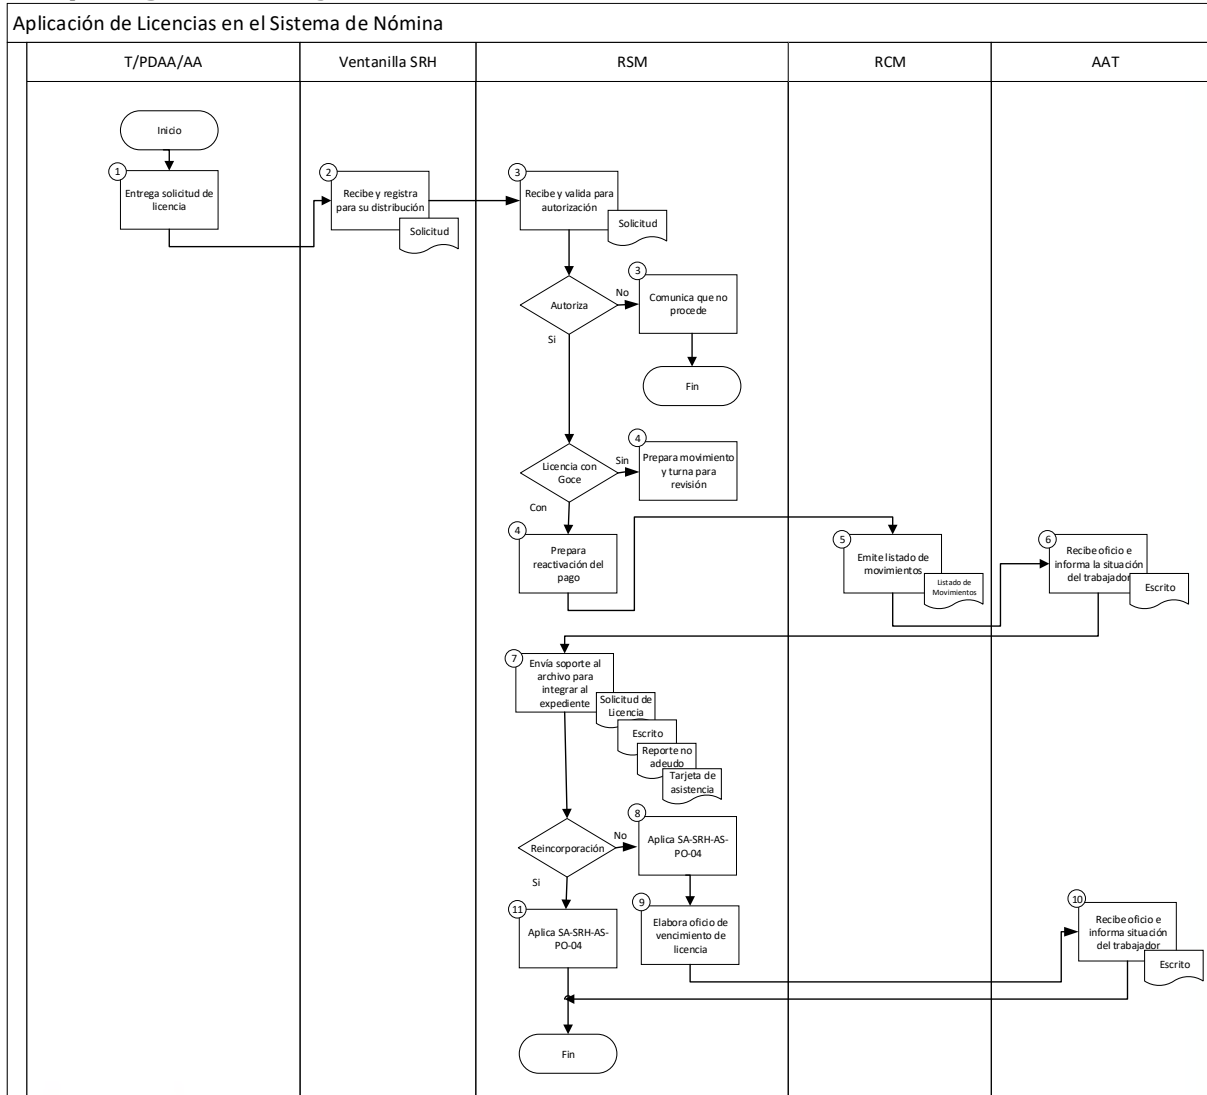 Aplicación de Licencias en el Sistema de Nómina
T/PDAA/AA
Ventanilla SRH
RSM
RCM
AAT
Inicio
1
Entrega solicitud de
licencia
2
Recibe y registra
para su distribución
Solicitud
3
Recibe y valida para
autorización
Solicitud
Autoriza
No
Si
3
Comunica que no
procede
Fin
Licencia con
Goce
Sin
Con
4
Prepara movimiento
y turna para
revisión
4
Prepara
reactivación del
pago
5
Emite listado de
movimientos
Listado de
Movimientos
6
Recibe oficio e
informa la situación
del trabajador
Escrito
7
Envía soporte al
archivo para
integrar al
expediente
Solicitud de
Licencia
Escrito
Reporte no
adeudo
Tarjeta de
asistencia
Reincorporación
No
Si
8
Aplica SA-SRH-AS-
PO-04
9
Elabora oficio de
vencimiento de
licencia
10
Recibe oficio e
informa situación
del trabajador
Escrito
11
Aplica SA-SRH-AS-
PO-04
Fin